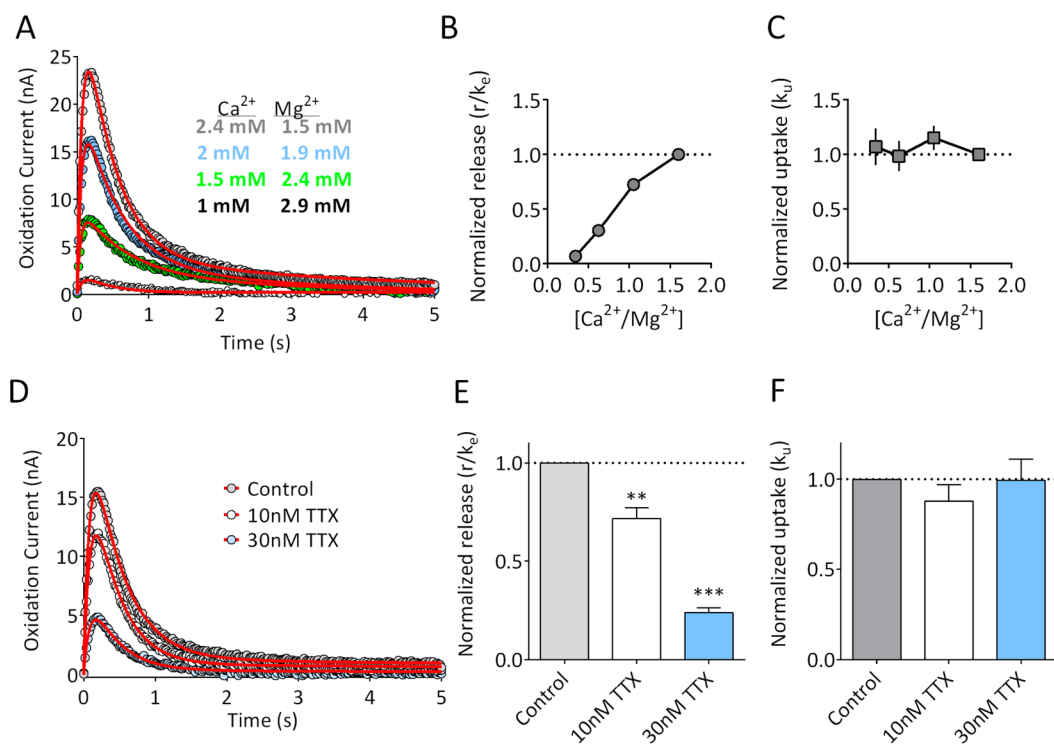 A
Oxidation Current (nA)
25
20
15
10
5
0
0
1
2
3
4
5
Time (s)
Ca²⁺ Mg²⁺
2.4 mM 1.5 mM
2 mM 1.9 mM
1.5 mM 2.4 mM
1 mM 2.9 mM
B
Normalized release (r/kₑ)
1.5
1.0
0.5
0.0
0.0
0.5
1.0
1.5
2.0
[Ca²⁺/Mg²⁺]
C
Normalized uptake (kᵤ)
1.5
1.0
0.5
0.0
0.0
0.5
1.0
1.5
2.0
[Ca²⁺/Mg²⁺]
D
Oxidation Current (nA)
20
15
10
5
0
0
1
2
3
4
5
Time (s)
Control
10nM TTX
30nM TTX
E
Normalized release (r/kₑ)
1.0
0.5
0.0
**
***
Control
10nM TTX
30nM TTX
F
Normalized uptake (kᵤ)
1.0
0.5
0.0
Control
10nM TTX
30nM TTX